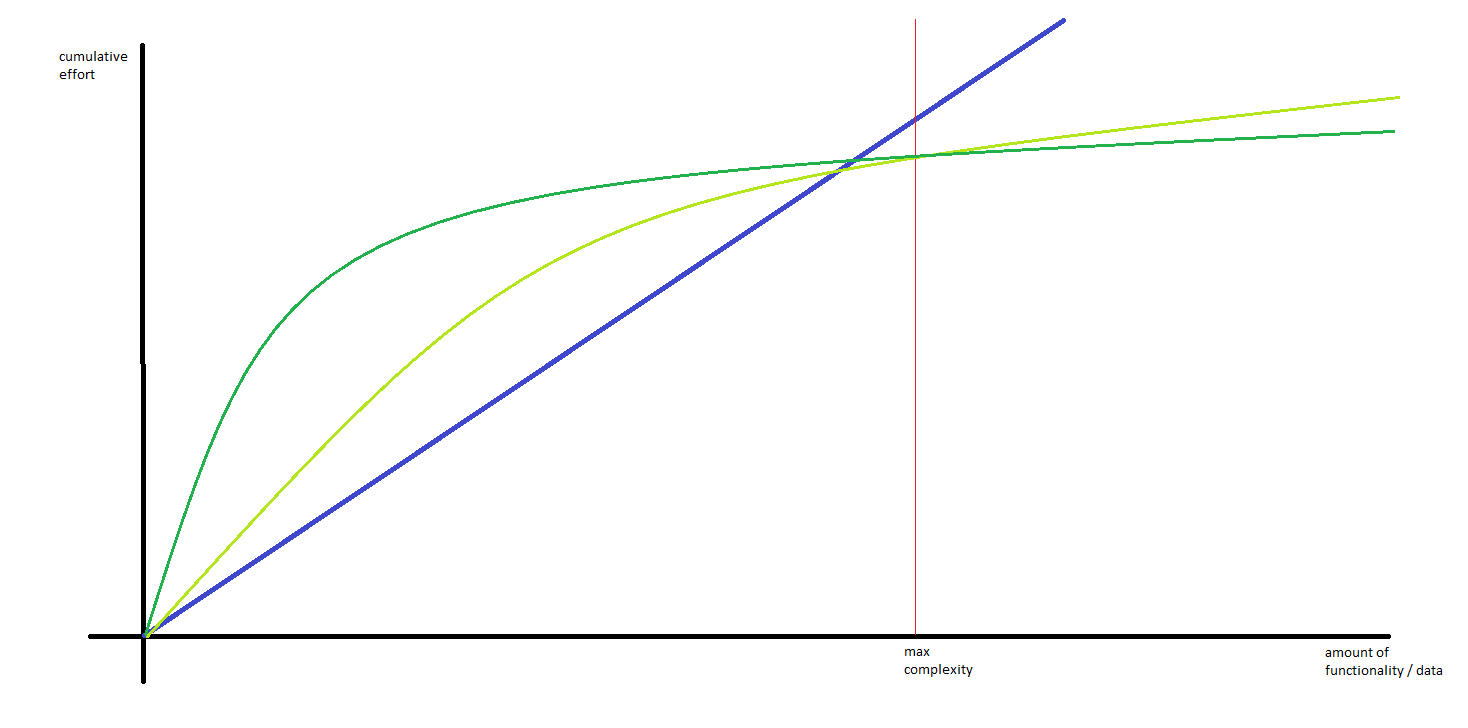 cumulative
effort
max
complexity
amount of
functionality / data